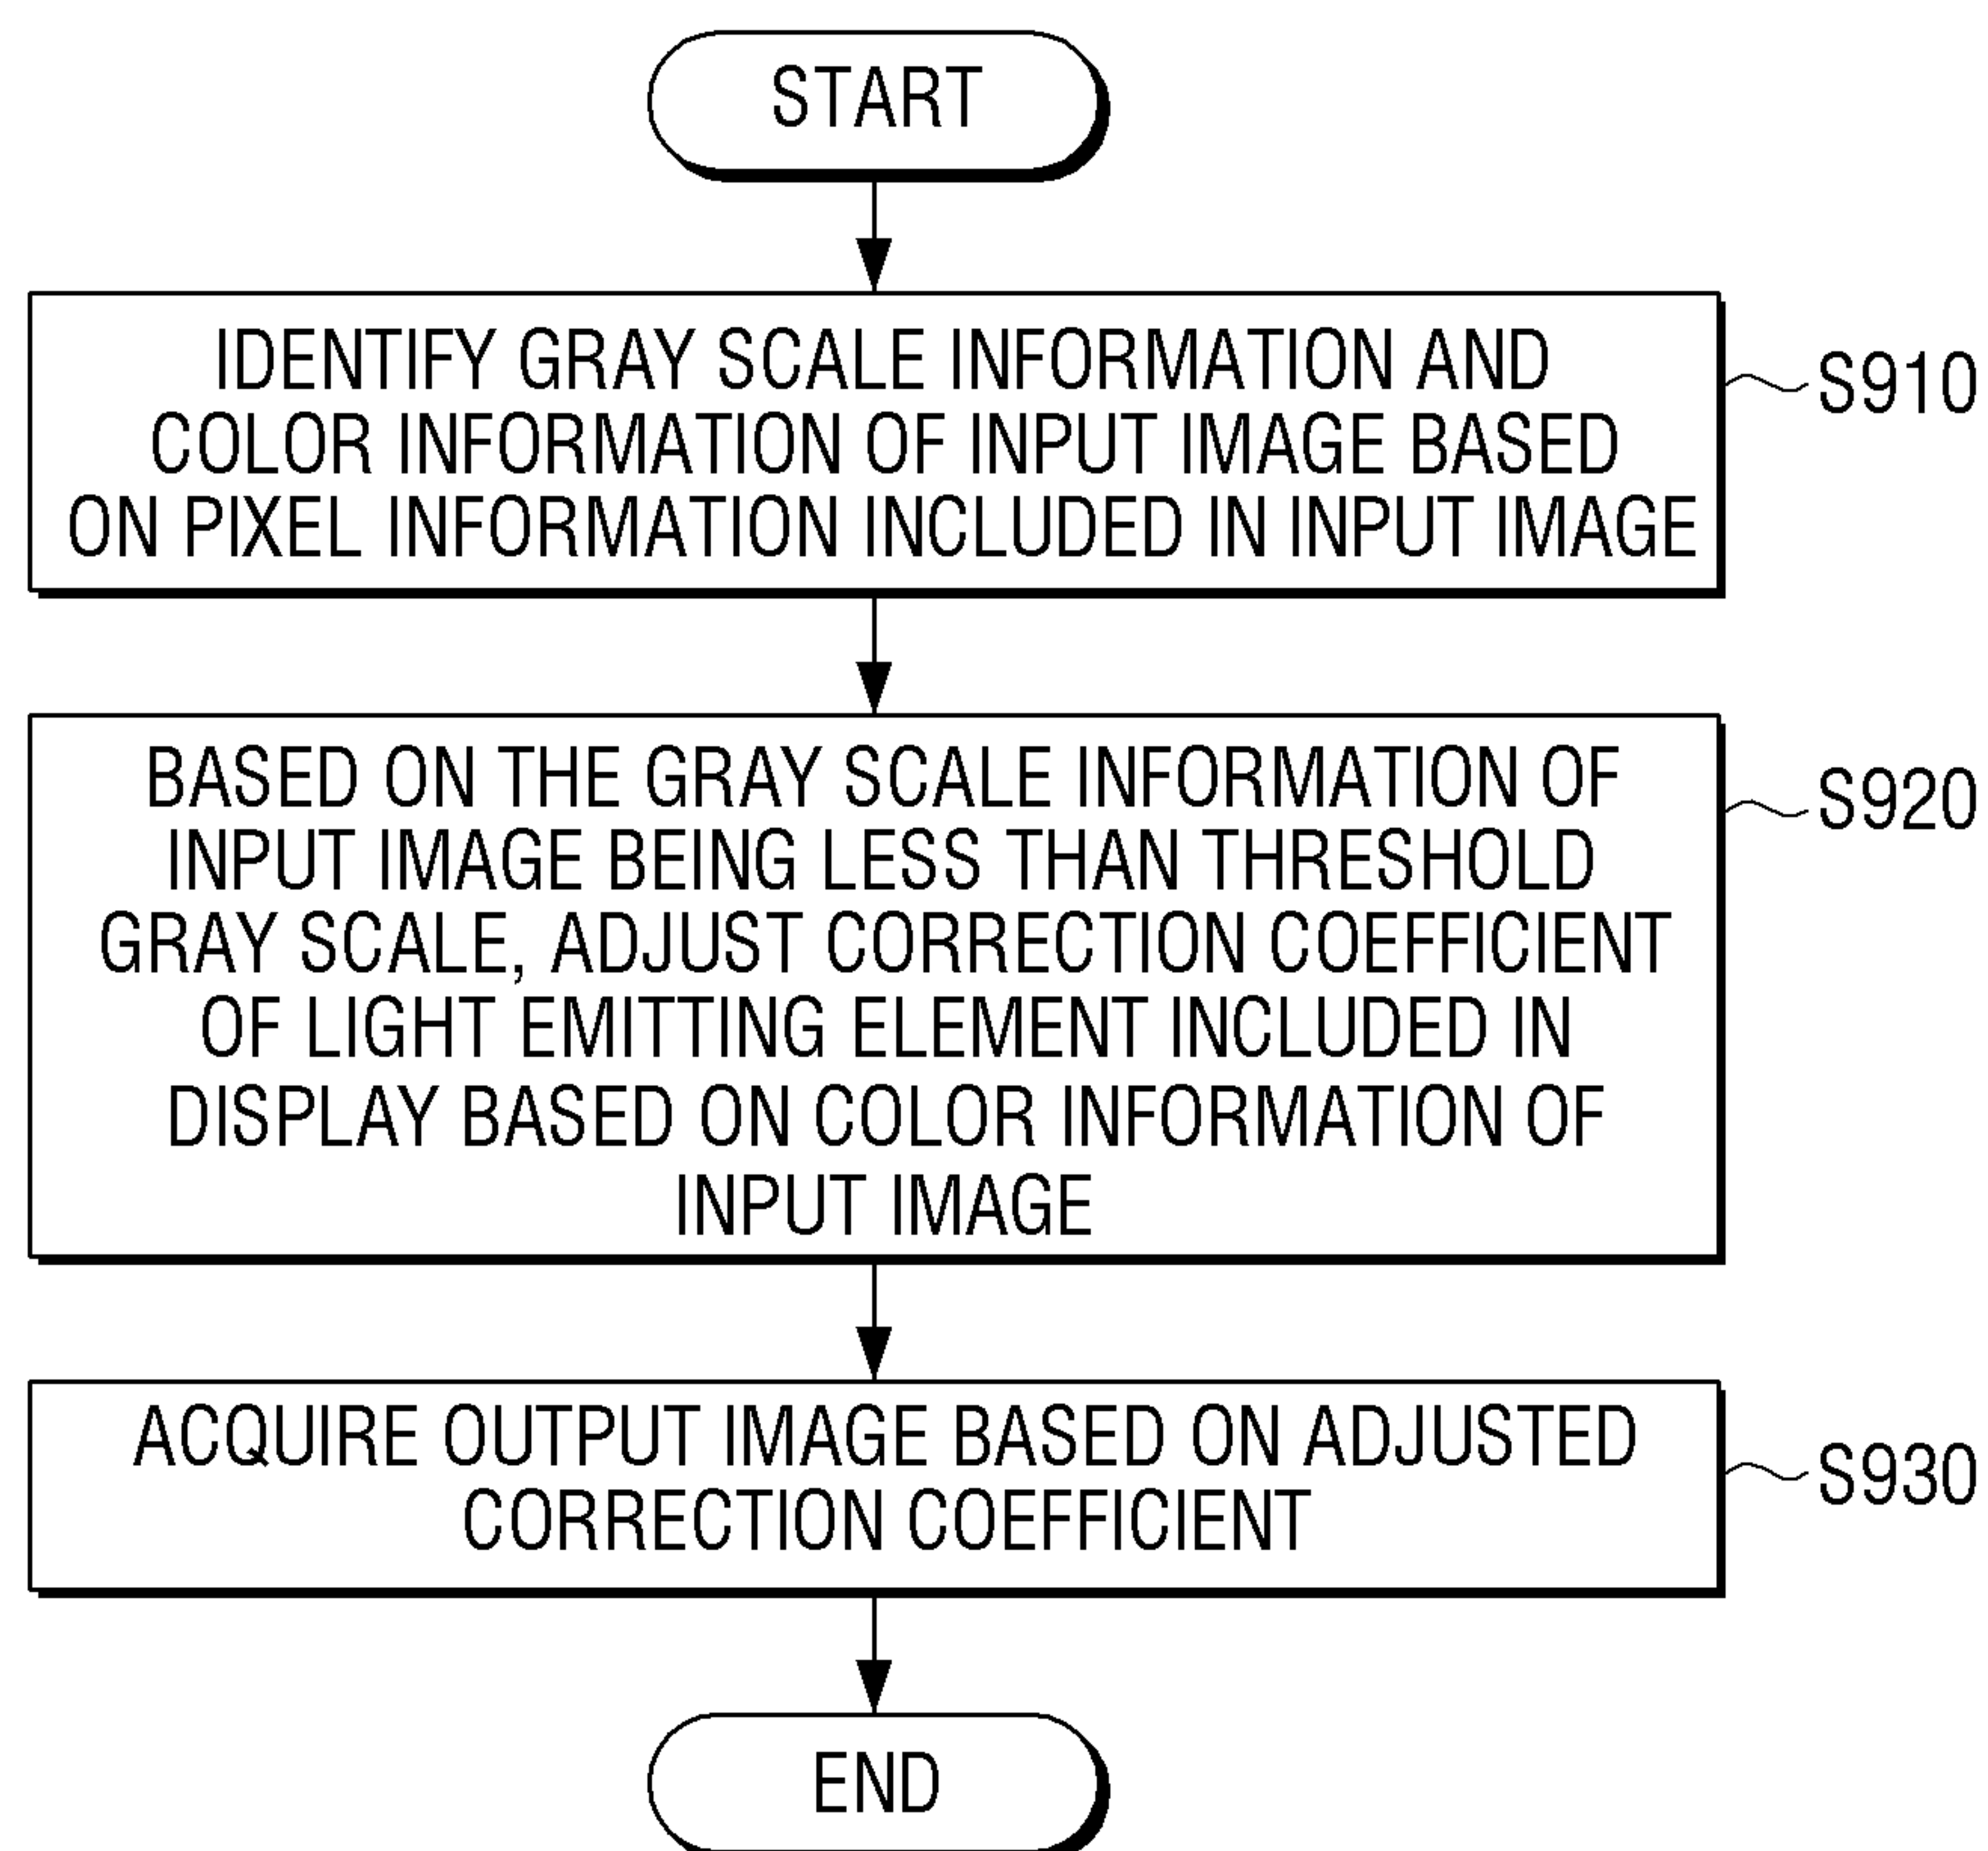 START
IDENTIFY GRAY SCALE INFORMATION AND
COLOR INFORMATION OF INPUT IMAGE BASED
ON PIXEL INFORMATION INCLUDED IN INPUT IMAGE
S910
BASED ON THE GRAY SCALE INFORMATION OF
INPUT IMAGE BEING LESS THAN THRESHOLD
GRAY SCALE, ADJUST CORRECTION COEFFICIENT
OF LIGHT EMITTING ELEMENT INCLUDED IN
DISPLAY BASED ON COLOR INFORMATION OF
INPUT IMAGE
S920
ACQUIRE OUTPUT IMAGE BASED ON ADJUSTED
CORRECTION COEFFICIENT
S930
END